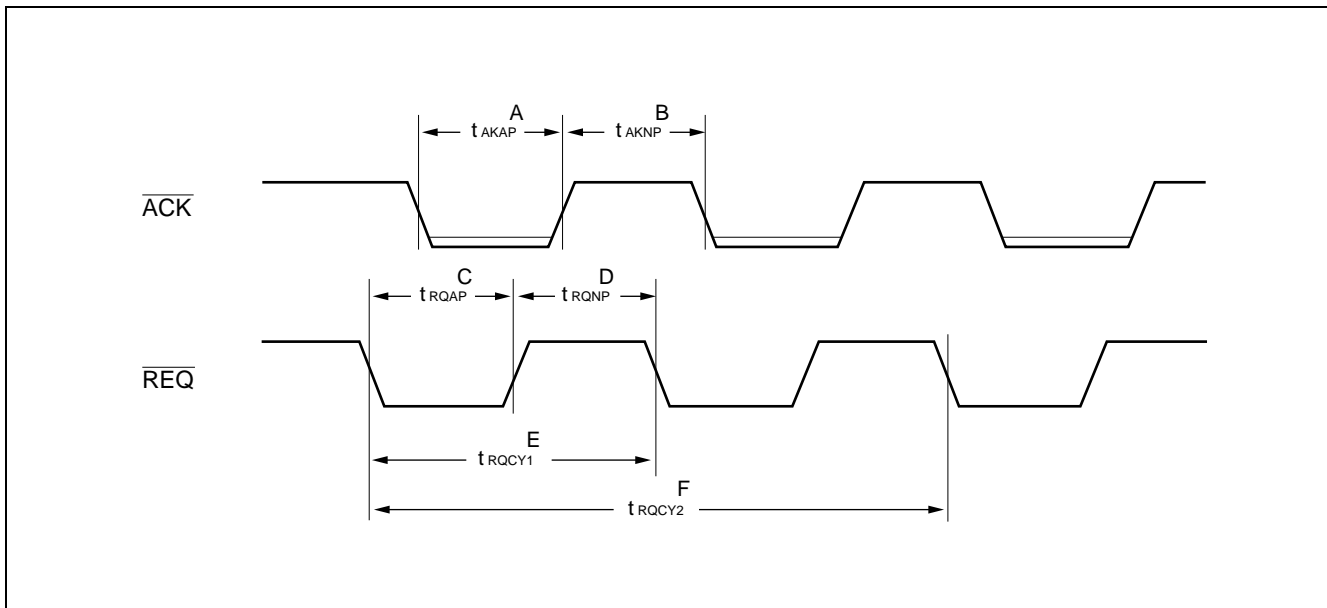 A B
t AKAP t AKNP
ACK
C D
t RQAP t RQNP
REQ
E
t RQCY1
F
t RQCY2